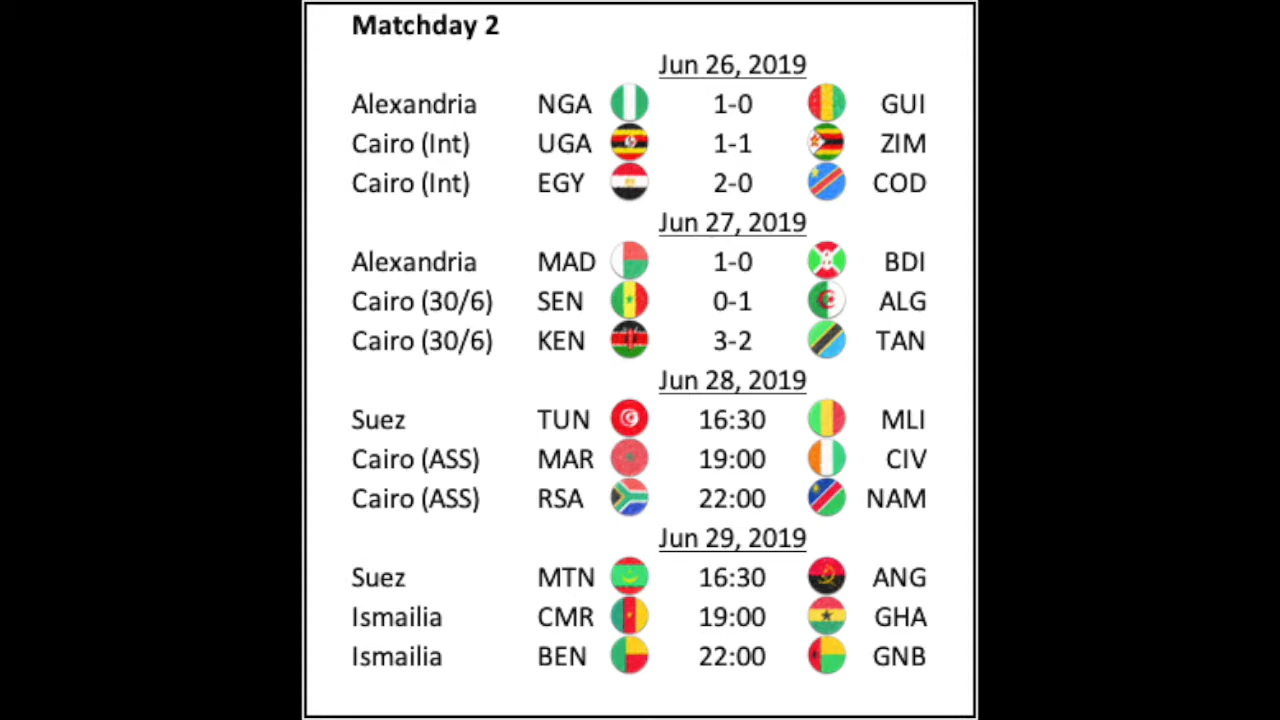 Matchday 2
Jun 26, 2019
Alexandria NGA 1-0 GUI
Cairo (Int) UGA 1-1 ZIM
Cairo (Int) EGY 2-0 COD
Jun 27, 2019
Alexandria MAD 1-0 BDI
Cairo (30/6) SEN 0-1 ALG
Cairo (30/6) KEN 3-2 TAN
Jun 28, 2019
Suez TUN 16:30 MLI
Cairo (ASS) MAR 19:00 CIV
Cairo (ASS) RSA 22:00 NAM
Jun 29, 2019
Suez MTN 16:30 ANG
Ismailia CMR 19:00 GHA
Ismailia BEN 22:00 GNB